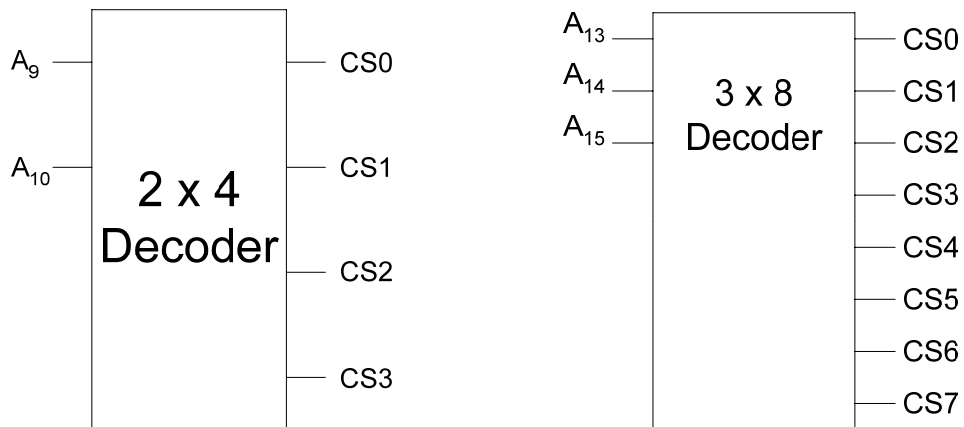 A9
A10
2 x 4
Decoder
CS0
CS1
CS2
CS3
A13
A14
A15
3 x 8
Decoder
CS0
CS1
CS2
CS3
CS4
CS5
CS6
CS7